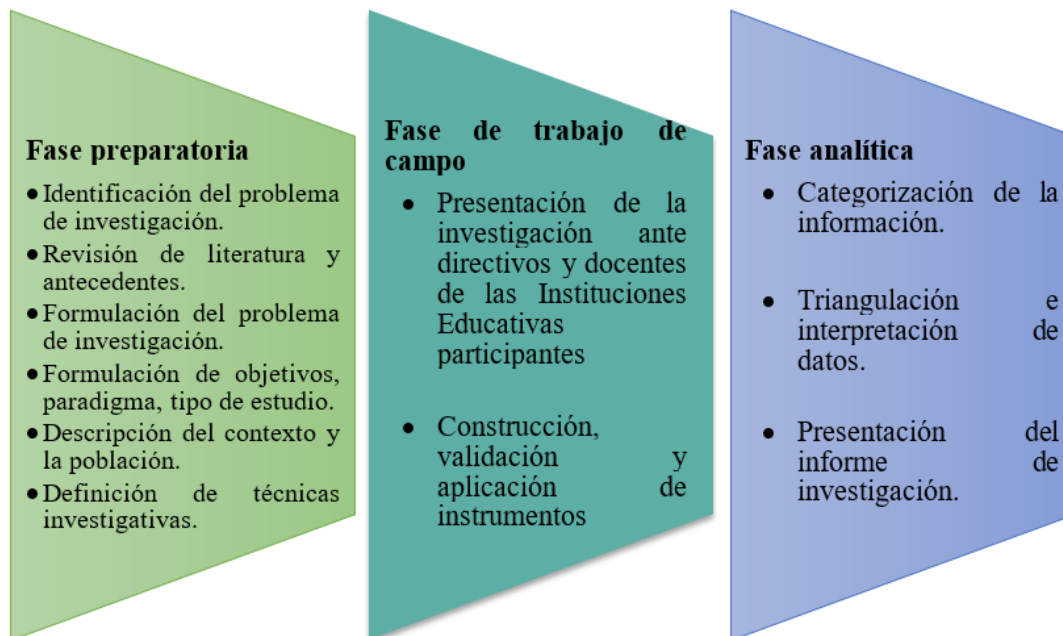 Fase preparatoria
• Identificación del problema
de investigación.
• Revisión de literatura y
antecedentes.
• Formulación del problema
de investigación.
• Formulación de objetivos,
paradigma, tipo de estudio.
• Descripción del contexto y
la población.
• Definición de técnicas
investigativas.
Fase de trabajo de
campo
• Presentación de la
investigación ante
directivos y docentes
de las Instituciones
Educativas
participantes
• Construcción,
validación y
aplicación de
instrumentos
Fase analítica
• Categorización de la
información.
• Triangulación e
interpretación de
datos.
• Presentación del
informe de
investigación.